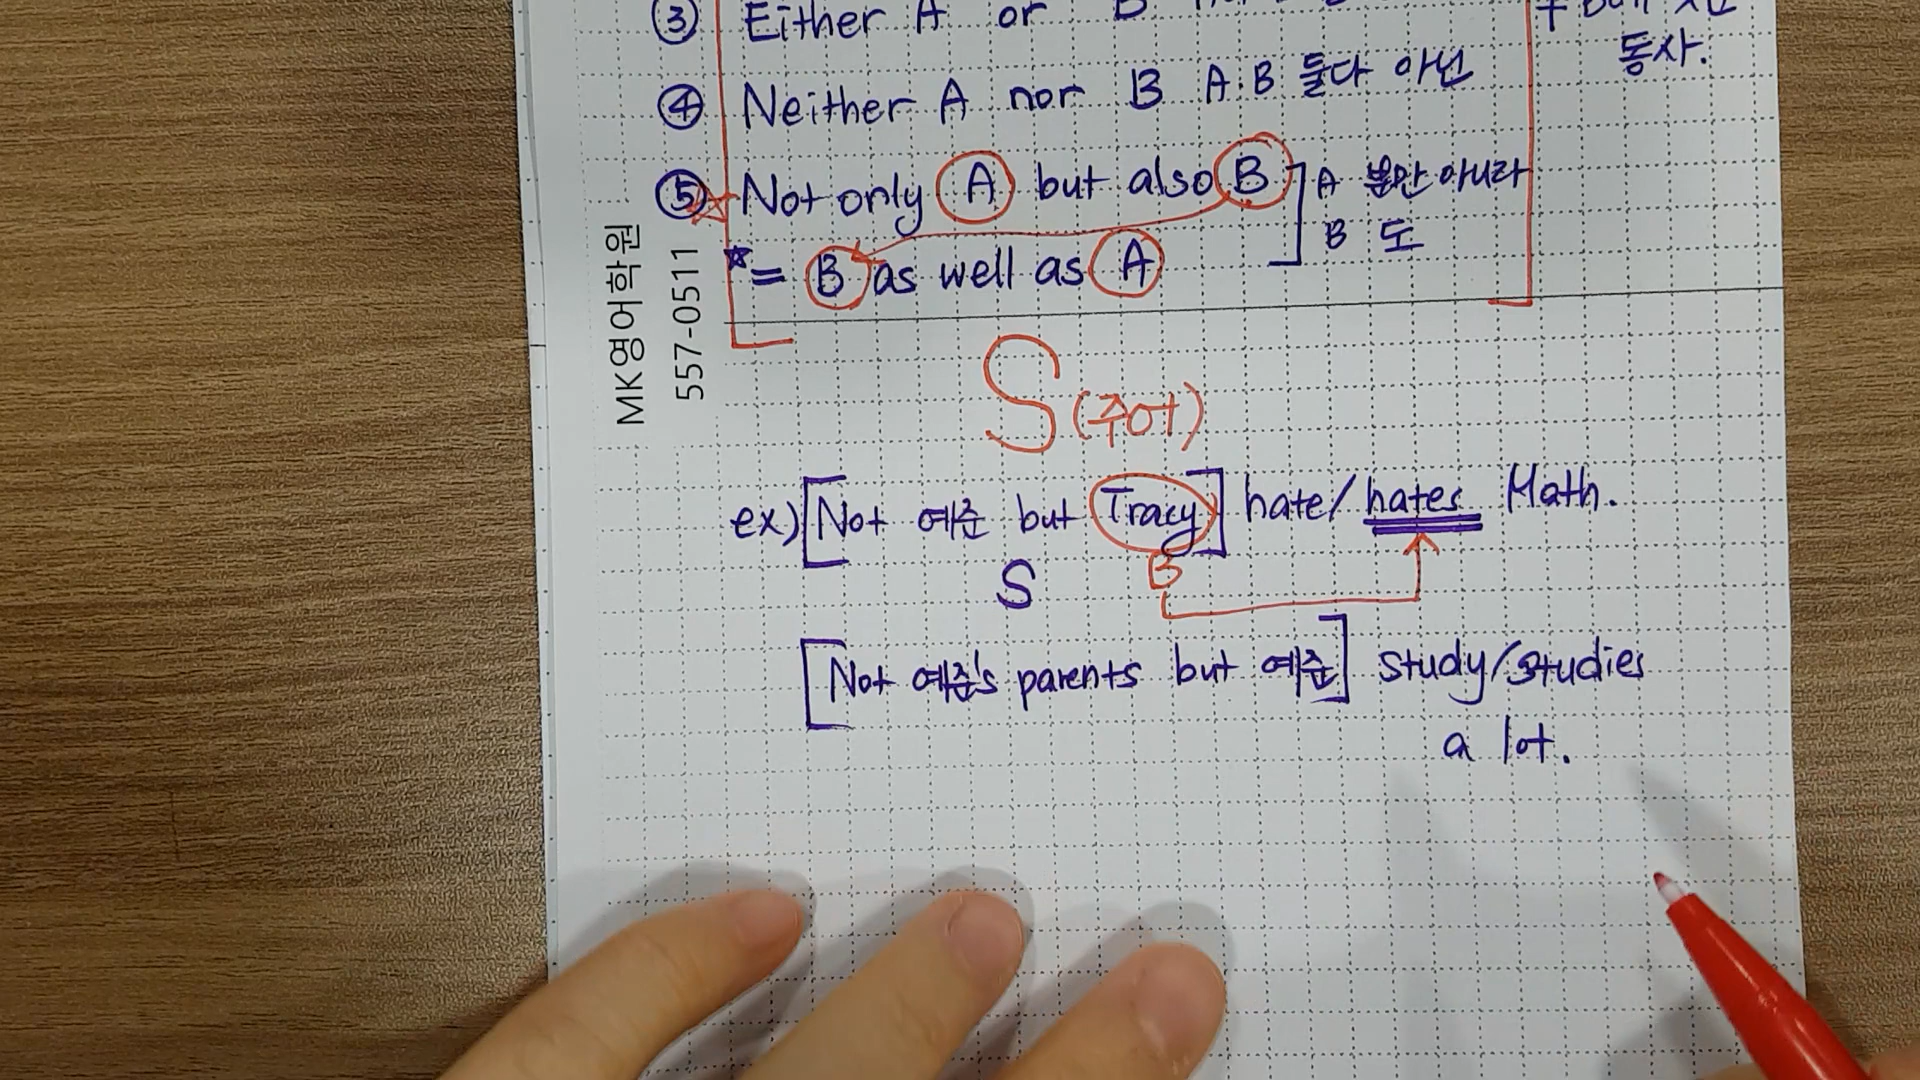 ③ Either A or B
④ Neither A nor B A·B 둘다 아닌
동사.
⑤ Not only A but also B A 뿐만 아니라
B 도
= B as well as A
MK영어학원
557-0511
S (주어)
ex) [Not 예준 but Tracy] hate/hates Math.
S B
[Not 예준's parents but 예준] study/studies
a lot.